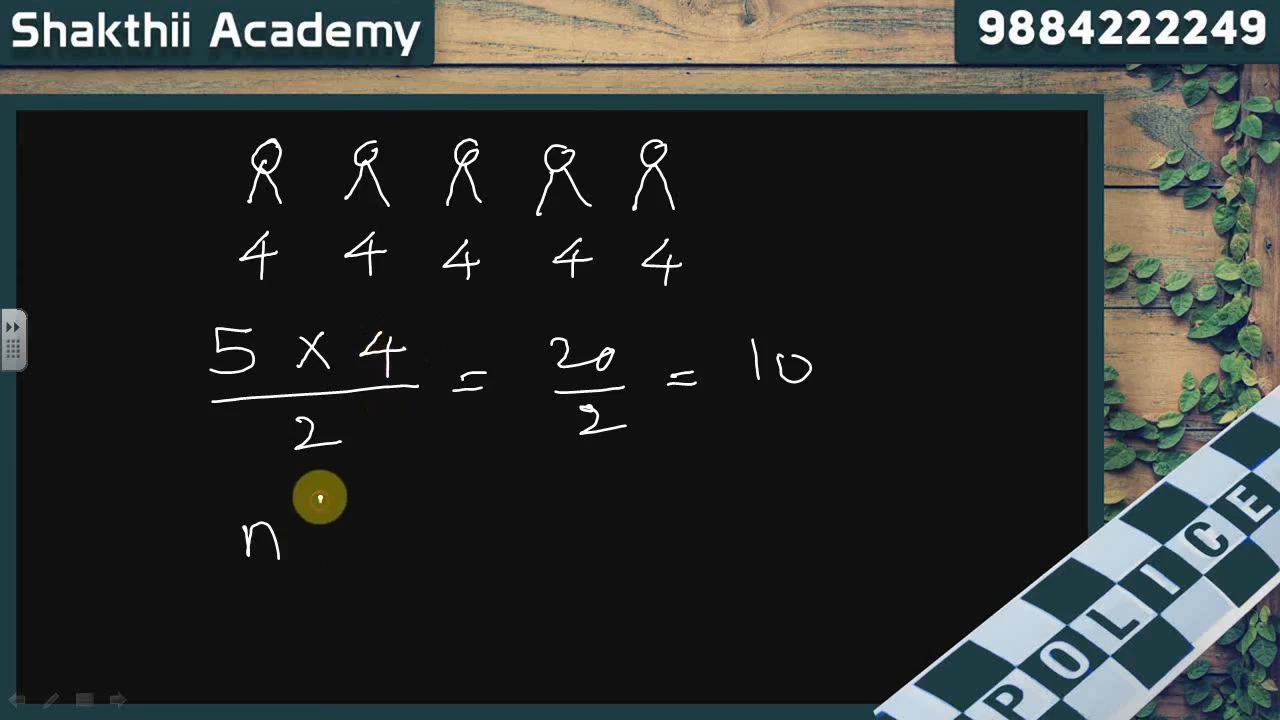 Shakthii Academy
9884222249
4 4 4 4 4
5 × 4 / 2 = 20 / 2 = 10
n
POLICE